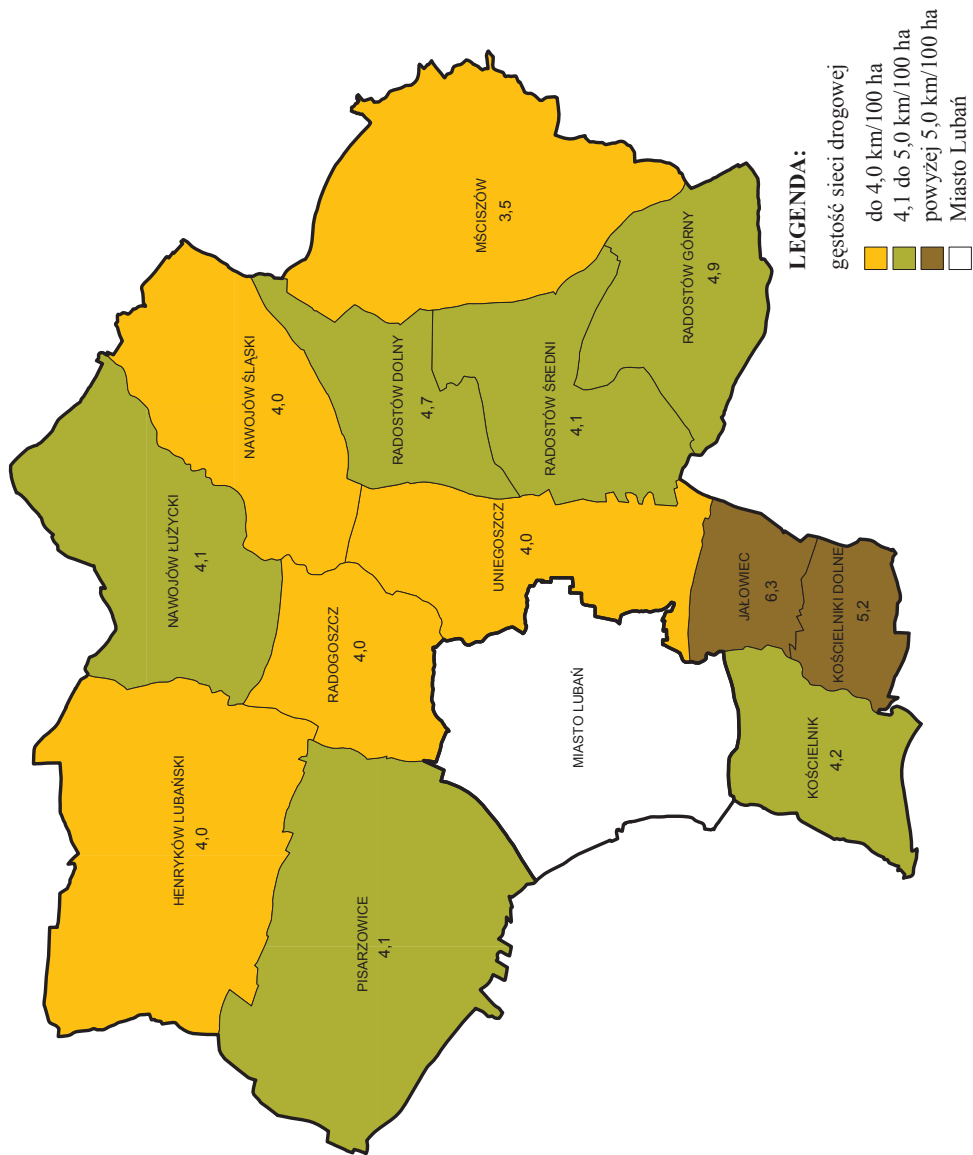 HENRYKÓW LUBAŃSKI
4,0
NAWOJÓW ŁUŻYCKI
4,1
NAWOJÓW ŚLĄSKI
4,0
PISARZOWICE
4,1
RADOGOSZCZ
4,0
RADOSTÓW DOLNY
4,7
MŚCISZÓW
3,5
UNIEGOSZCZ
4,0
RADOSTÓW ŚREDNI
4,1
MIASTO LUBAŃ
RADOSTÓW GÓRNY
4,9
JAŁOWIEC
6,3
KOŚCIELNIK
4,2
KOŚCIELNIKI DOLNE
5,2
LEGENDA:
gęstość sieci drogowej
do 4,0 km/100 ha
4,1 do 5,0 km/100 ha
powyżej 5,0 km/100 ha
Miasto Lubań